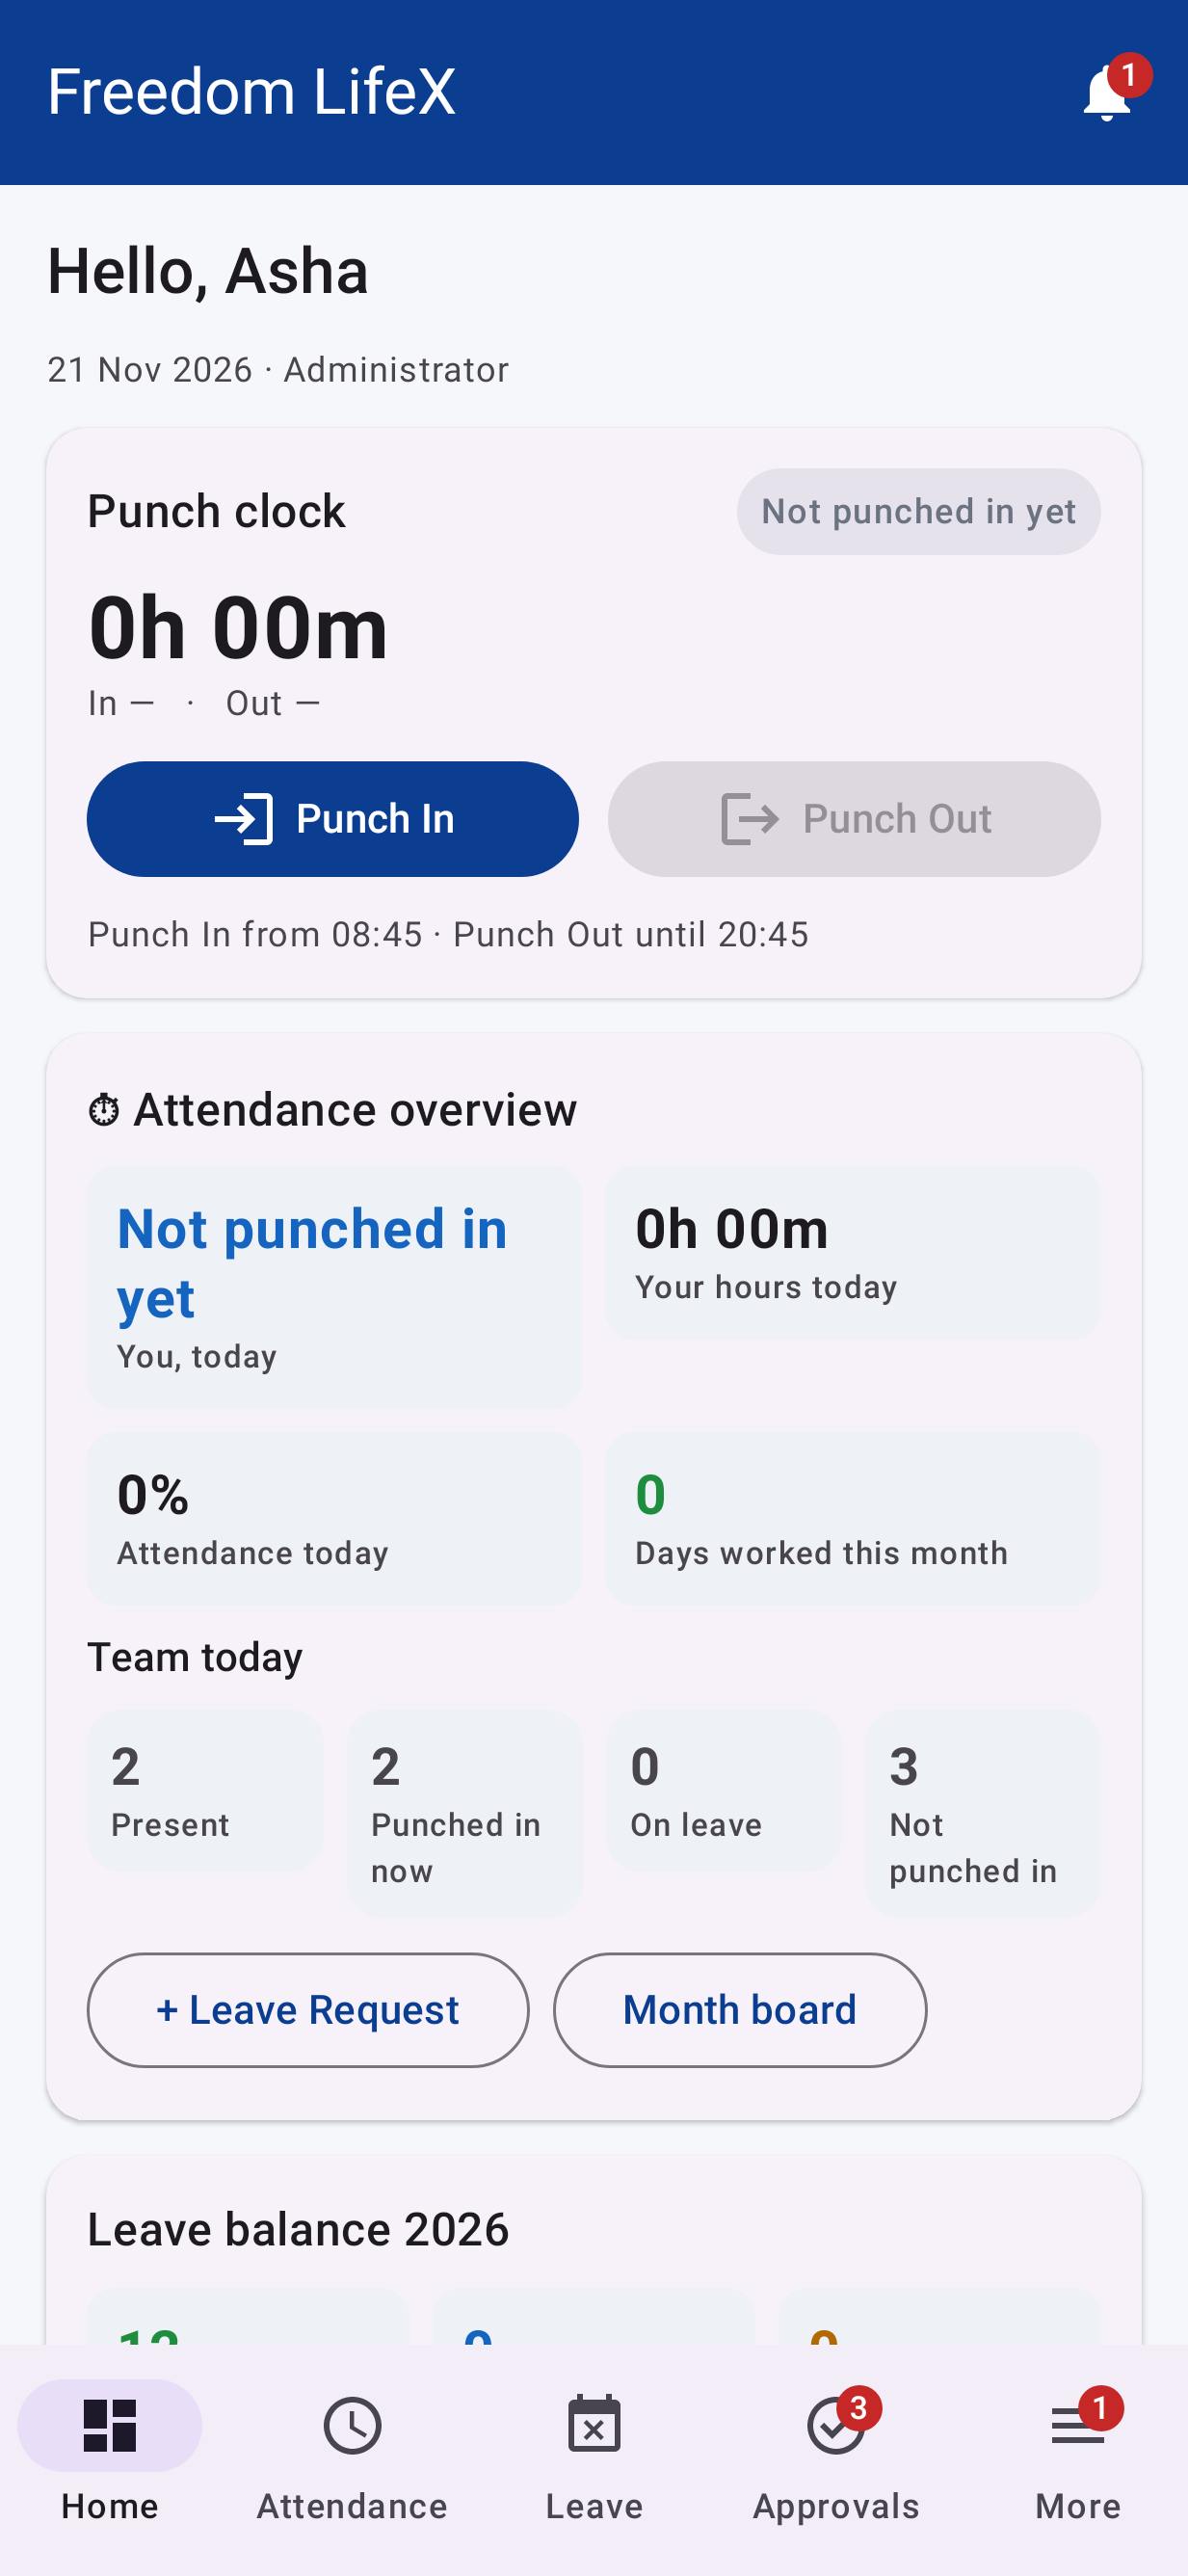 Freedom LifeX
1
Hello, Asha
21 Nov 2026 · Administrator
Punch clock
Not punched in yet
0h 00m
In — · Out —
Punch In
Punch Out
Punch In from 08:45 · Punch Out until 20:45
⏱ Attendance overview
Not punched in
yet
You, today
0h 00m
Your hours today
0%
Attendance today
0
Days worked this month
Team today
2
Present
2
Punched in
now
0
On leave
3
Not
punched in
+ Leave Request
Month board
Leave balance 2026
3
1
Home
Attendance
Leave
Approvals
More